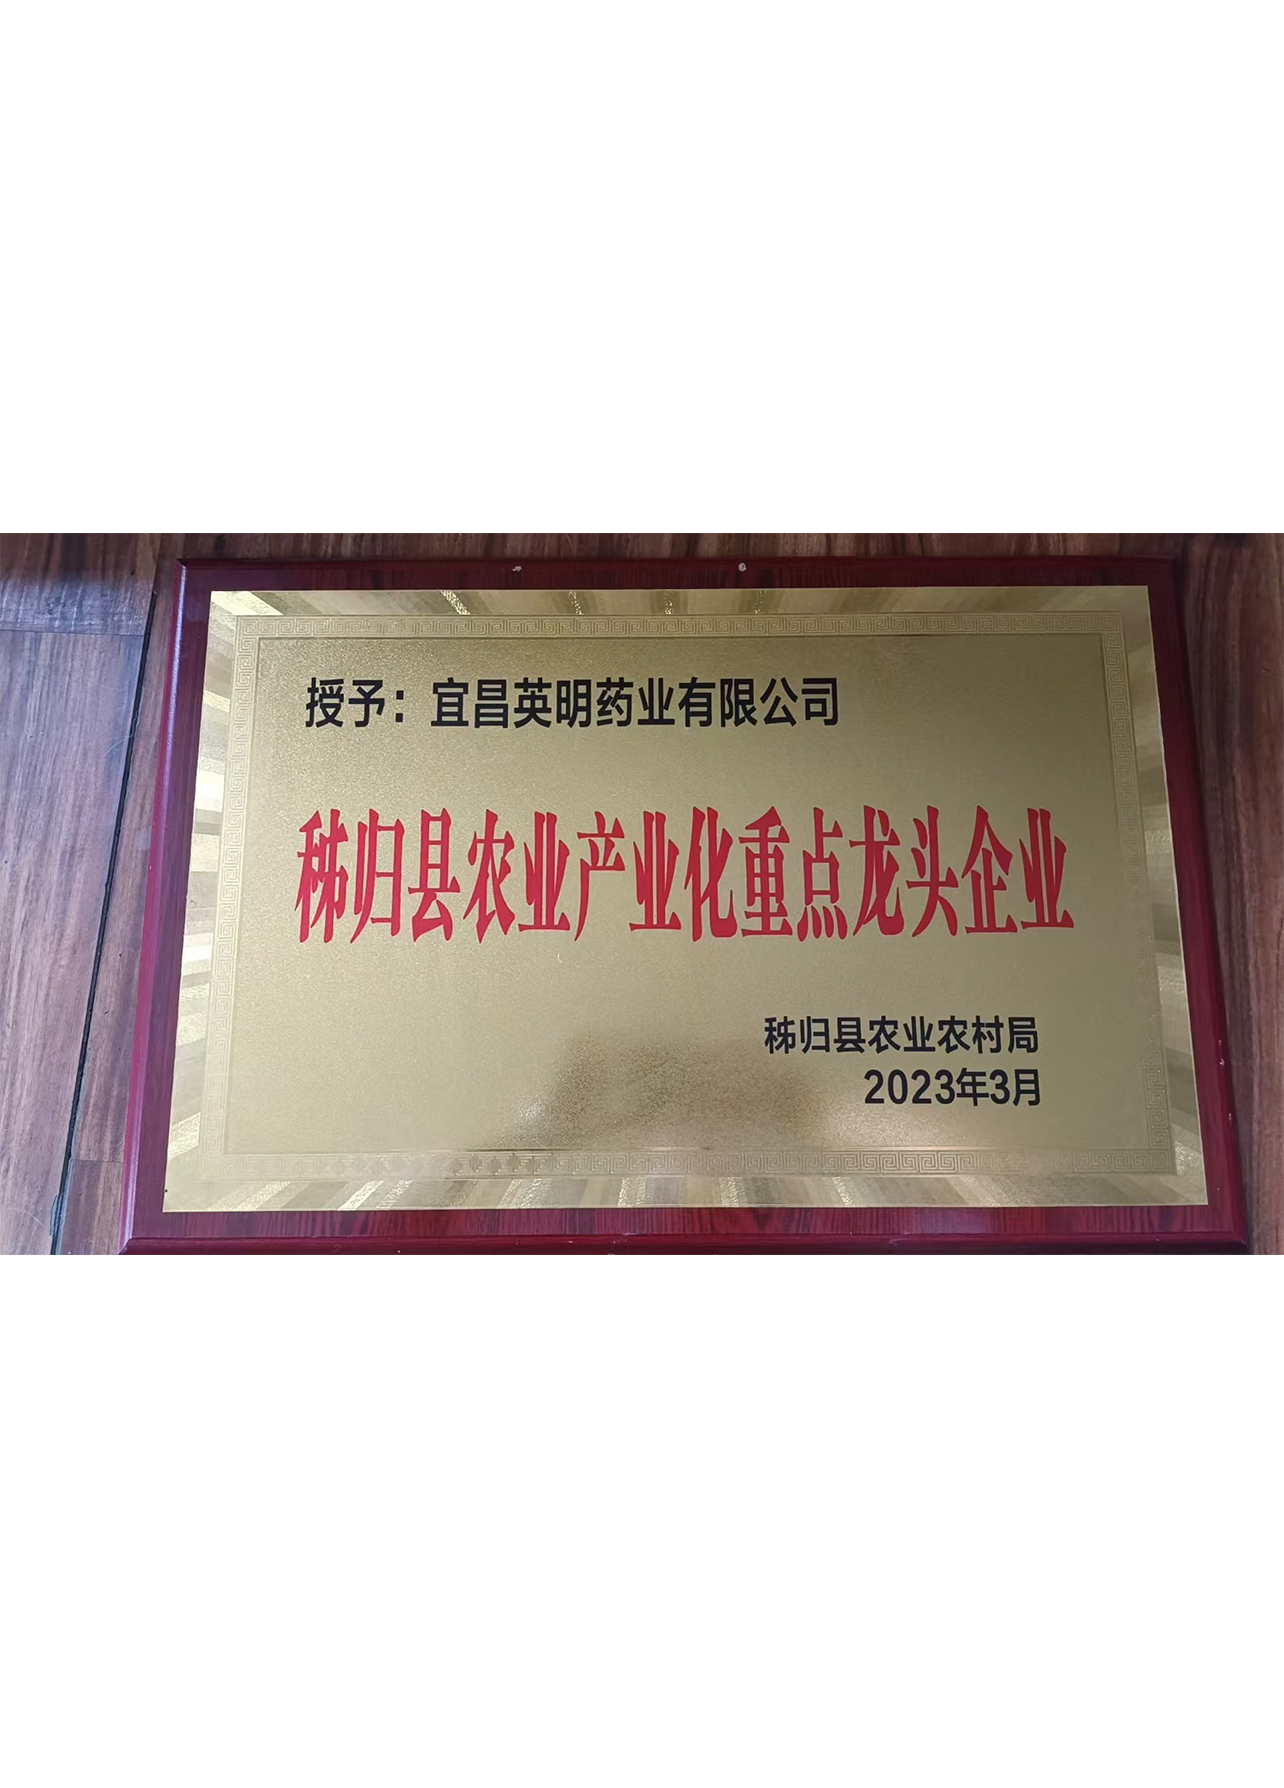 授予：宜昌英明药业有限公司
秭归县农业产业化重点龙头企业
秭归县农业农村局
2023年3月